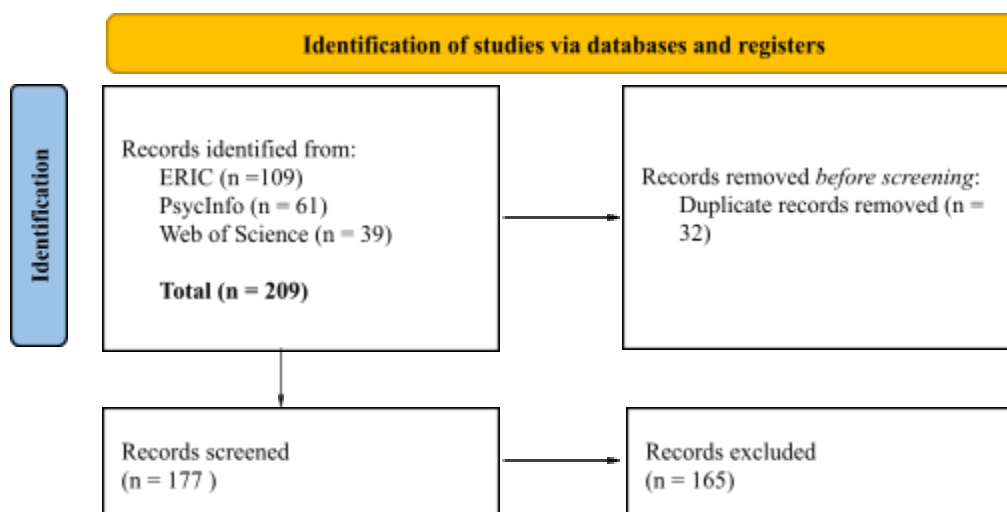 Identification of studies via databases and registers
Identification
Records identified from:
ERIC (n =109)
PsycInfo (n = 61)
Web of Science (n = 39)
Total (n = 209)
Records removed before screening:
Duplicate records removed (n =
32)
Records screened
(n = 177 )
Records excluded
(n = 165)